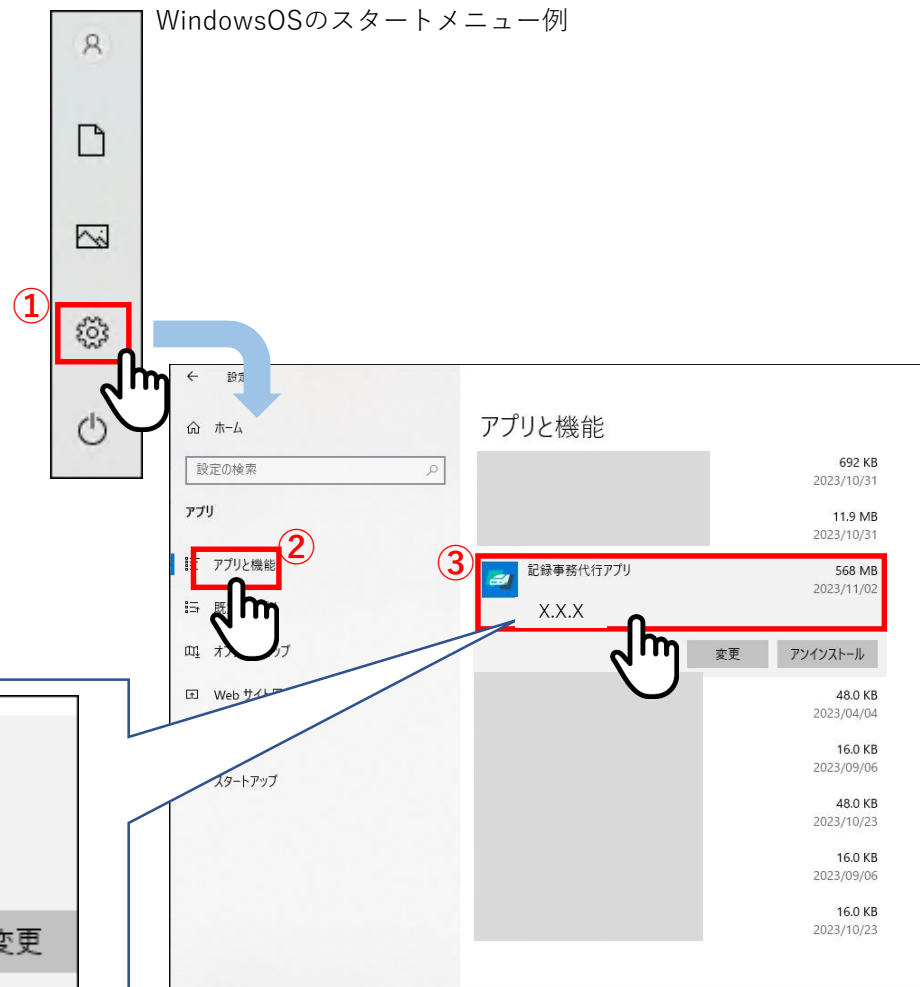 WindowsOSのスタートメニュー例
①
設定
ホーム
設定の検索
アプリ
②
アプリと機能
Web サイト用
スタートアップ
アプリと機能
692 KB
2023/10/31
11.9 MB
2023/10/31
③
記録事務代行アプリ
568 MB
2023/11/02
X.X.X
変更
アンインストール
48.0 KB
2023/04/04
16.0 KB
2023/09/06
48.0 KB
2023/10/23
16.0 KB
2023/09/06
16.0 KB
2023/10/23
変更